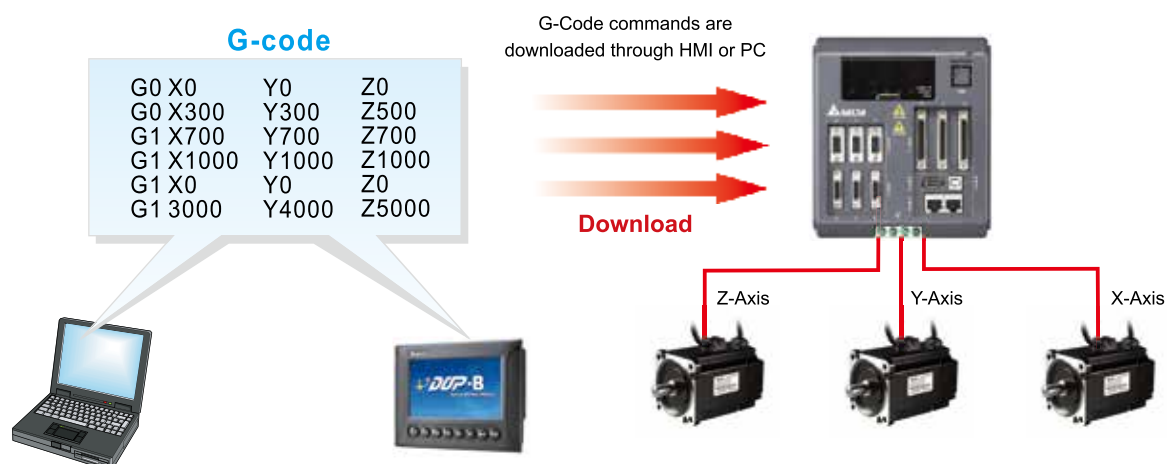 G-code
G0 X0 Y0 Z0
G0 X300 Y300 Z500
G1 X700 Y700 Z700
G1 X1000 Y1000 Z1000
G1 X0 Y0 Z0
G1 3000 Y4000 Z5000
G-Code commands are
downloaded through HMI or PC
Download
Z-Axis
Y-Axis
X-Axis
DOP-B